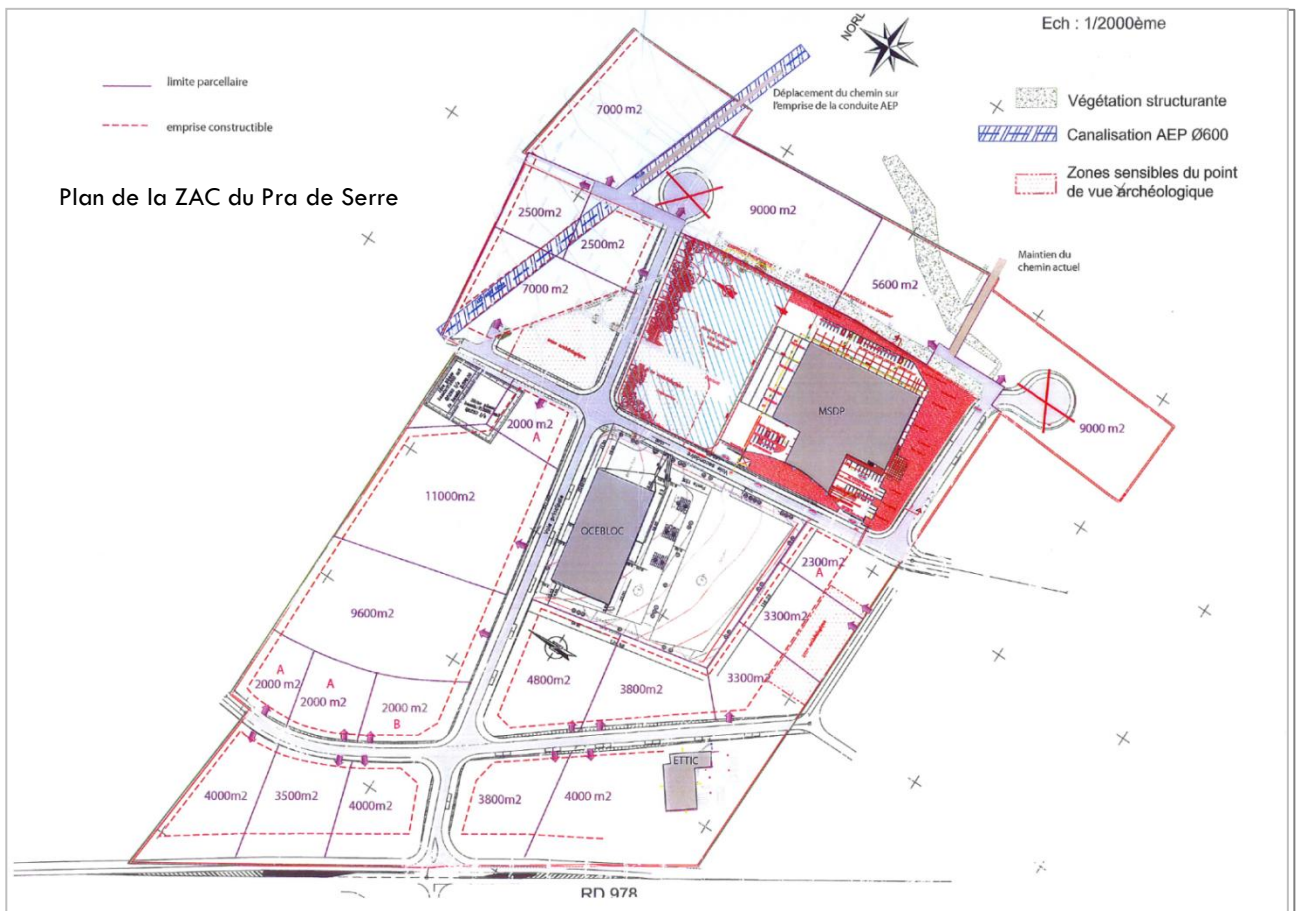 Ech : 1/2000ème
NORD
limite parcellaire
emprise constructible
Plan de la ZAC du Pra de Serre
Déplacement du chemin sur
l'emprise de la conduite AEP
Végétation structurante
Canalisation AEP Ø600
Zones sensibles du point
de vue archéologique
Maintien du
chemin actuel
7000 m2
2500m2
2500m2
7000 m2
9000 m2
5600 m2
9000 m2
MSDP
OCEBLOC
2000 m2
A
11000m2
9600m2
A
2000 m2
A
2000 m2
2000 m2
B
2300m2
A
3300m2
3300m2
4800m2
3800m2
ETTIC
4000m2
3500m2
4000m2
3800m2
4000 m2
RD 978